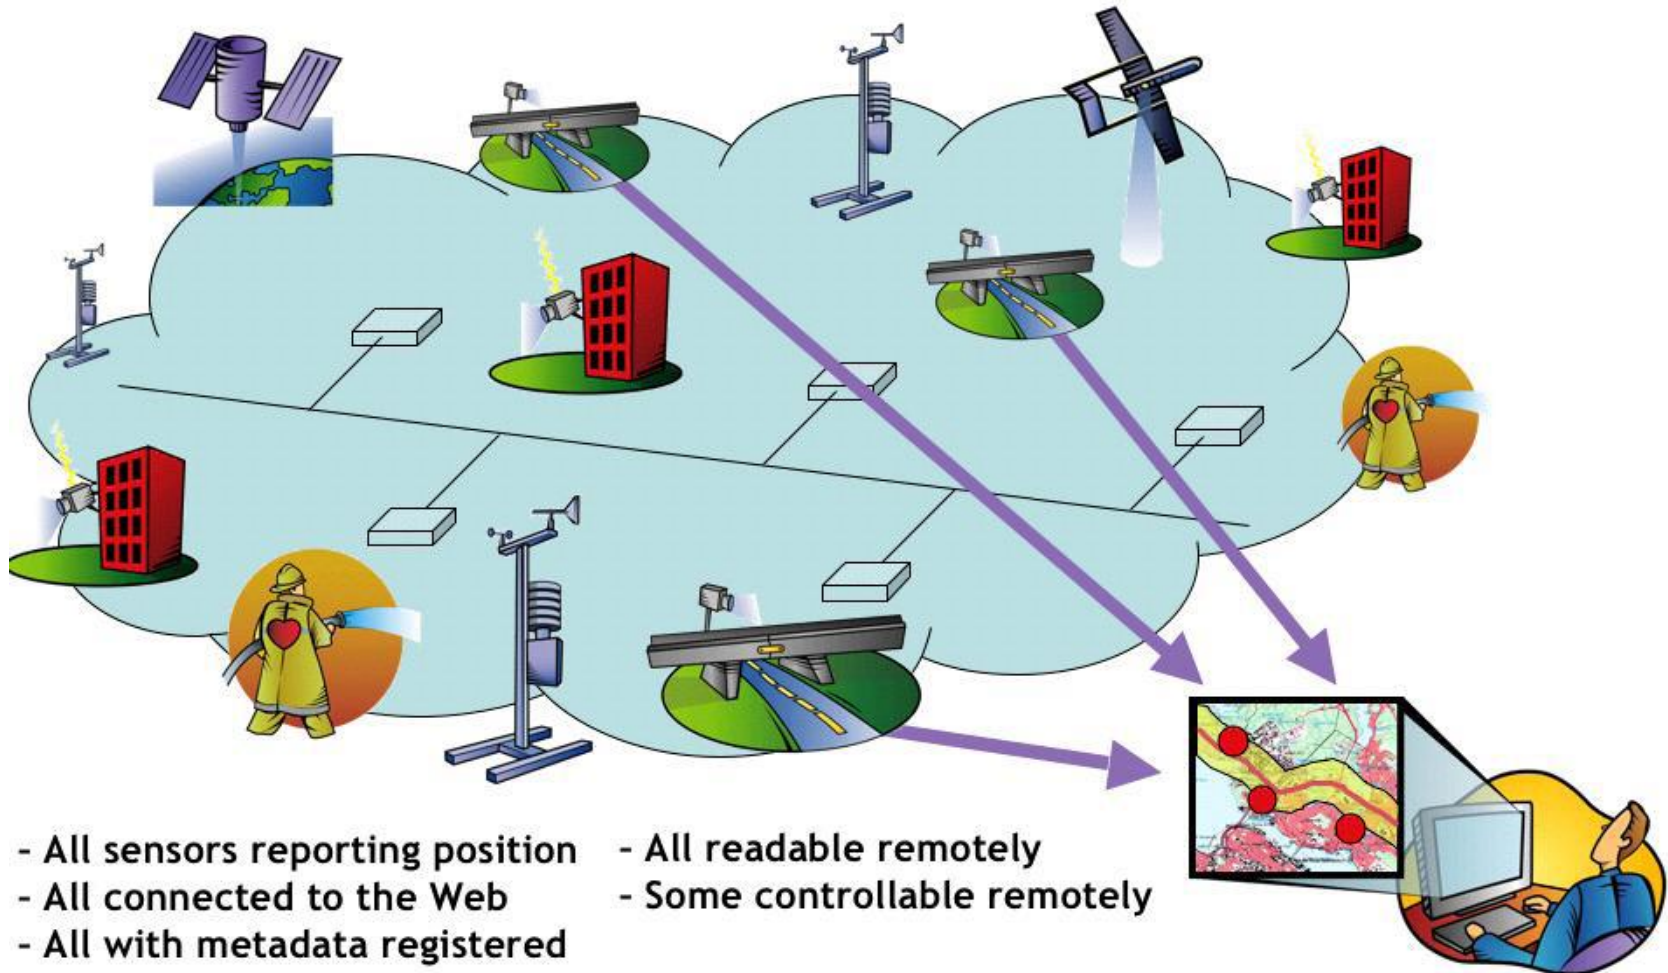 - All sensors reporting position
- All connected to the Web
- All with metadata registered
- All readable remotely
- Some controllable remotely